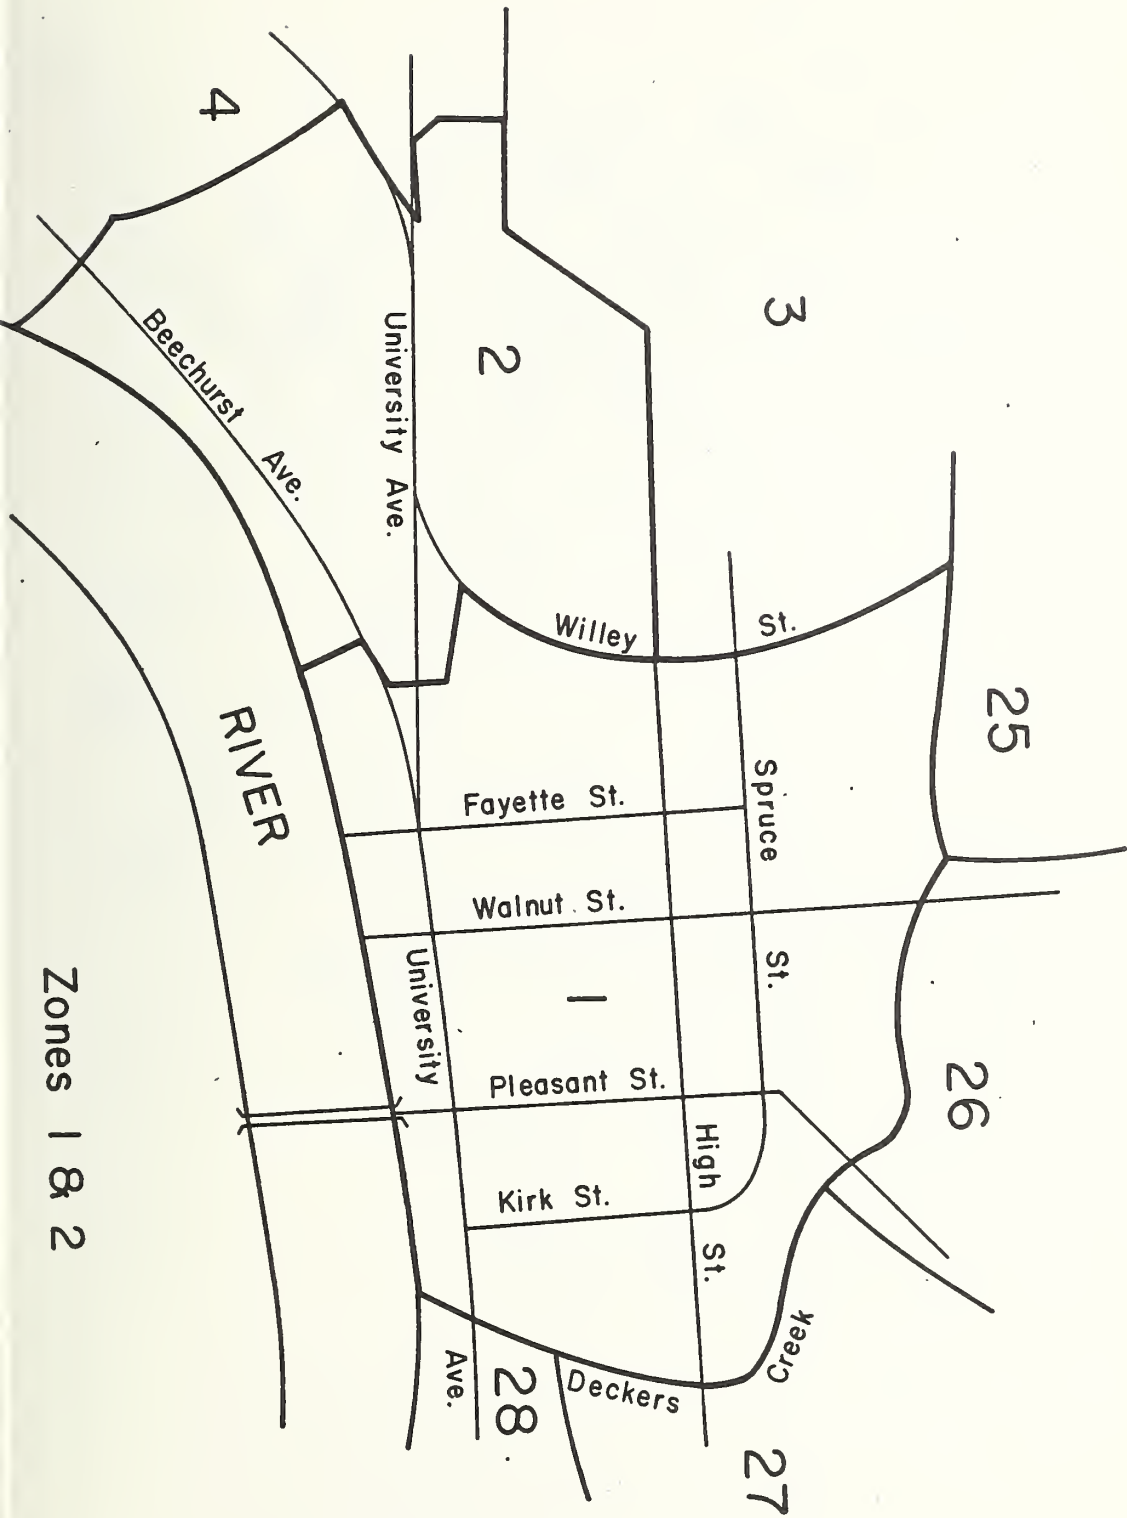 4
3
2
Beechurst Ave.
University Ave.
Willey St.
25
RIVER
Spruce St.
Fayette St.
Walnut St.
University Ave.
1
26
Pleasant St.
High St.
Kirk St.
Deckers Creek
28
27
Zones 1 & 2